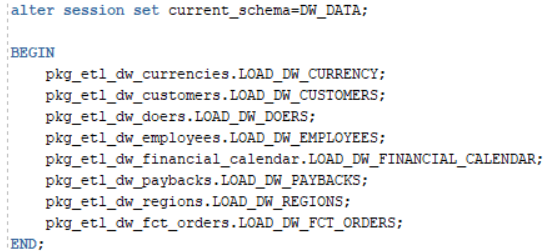 alter session set current_schema=DW_DATA;
BEGIN
pkg_etl_dw_currencies.LOAD_DW_CURRENCY;
pkg_etl_dw_customers.LOAD_DW_CUSTOMERS;
pkg_etl_dw_doers.LOAD_DW_DOERS;
pkg_etl_dw_employees.LOAD_DW_EMPLOYEES;
pkg_etl_dw_financial_calendar.LOAD_DW_FINANCIAL_CALENDAR;
pkg_etl_dw_paybacks.LOAD_DW_PAYBACKS;
pkg_etl_dw_regions.LOAD_DW_REGIONS;
pkg_etl_dw_fct_orders.LOAD_DW_FCT_ORDERS;
END;